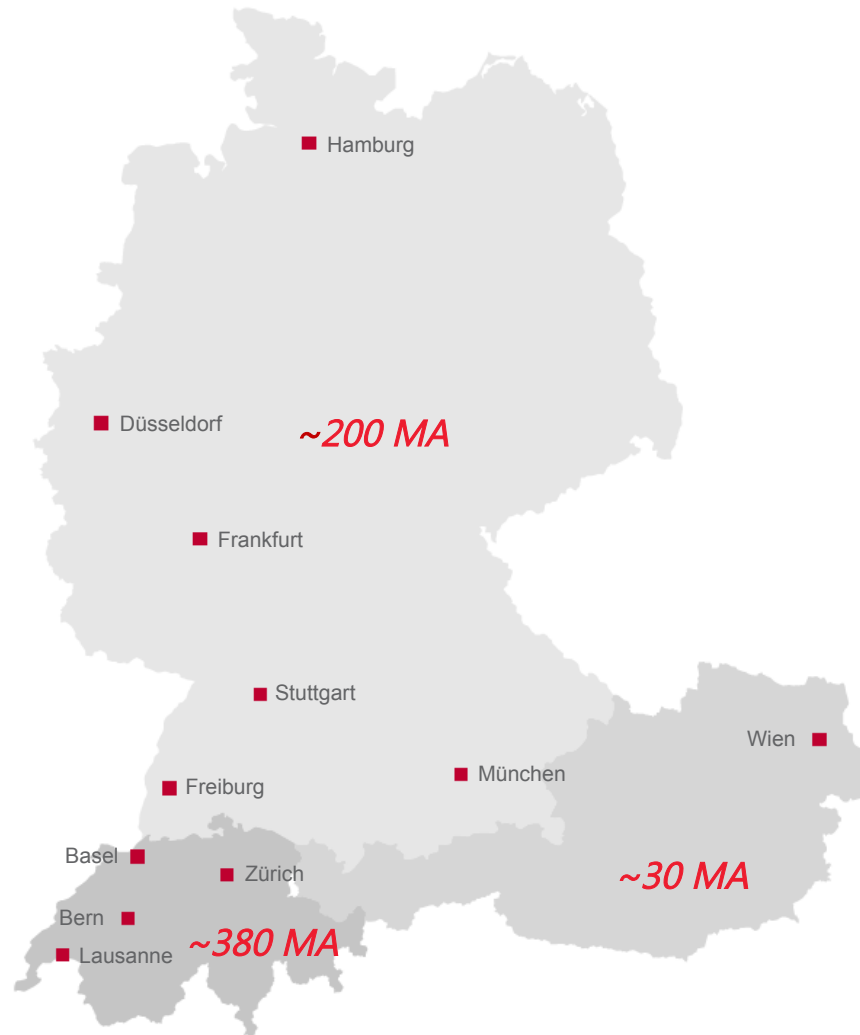 Hamburg
Düsseldorf
~200 MA
Frankfurt
Stuttgart
Wien
München
Freiburg
Basel
Zürich
~30 MA
Bern
~380 MA
Lausanne